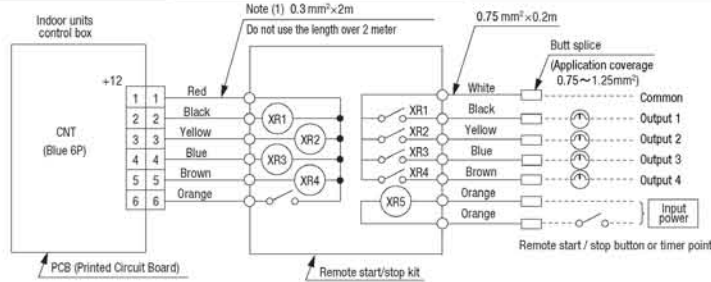 Note (1) 0.3 mm²×2m
Do not use the length over 2 meter
0.75 mm²×0.2m
Indoor units
control box
Butt splice
(Application coverage
0.75～1.25mm²)
+12
CNT
(Blue 6P)
1 1 Red
2 2 Black
3 3 Yellow
4 4 Blue
5 5 Brown
6 6 Orange
XR1
XR2
XR3
XR4
XR1
XR2
XR3
XR4
XR5
White Common
Black Output 1
Yellow Output 2
Blue Output 3
Brown Output 4
Orange
Orange
Input
power
Remote start / stop button or timer point
PCB (Printed Circuit Board)
Remote start/stop kit